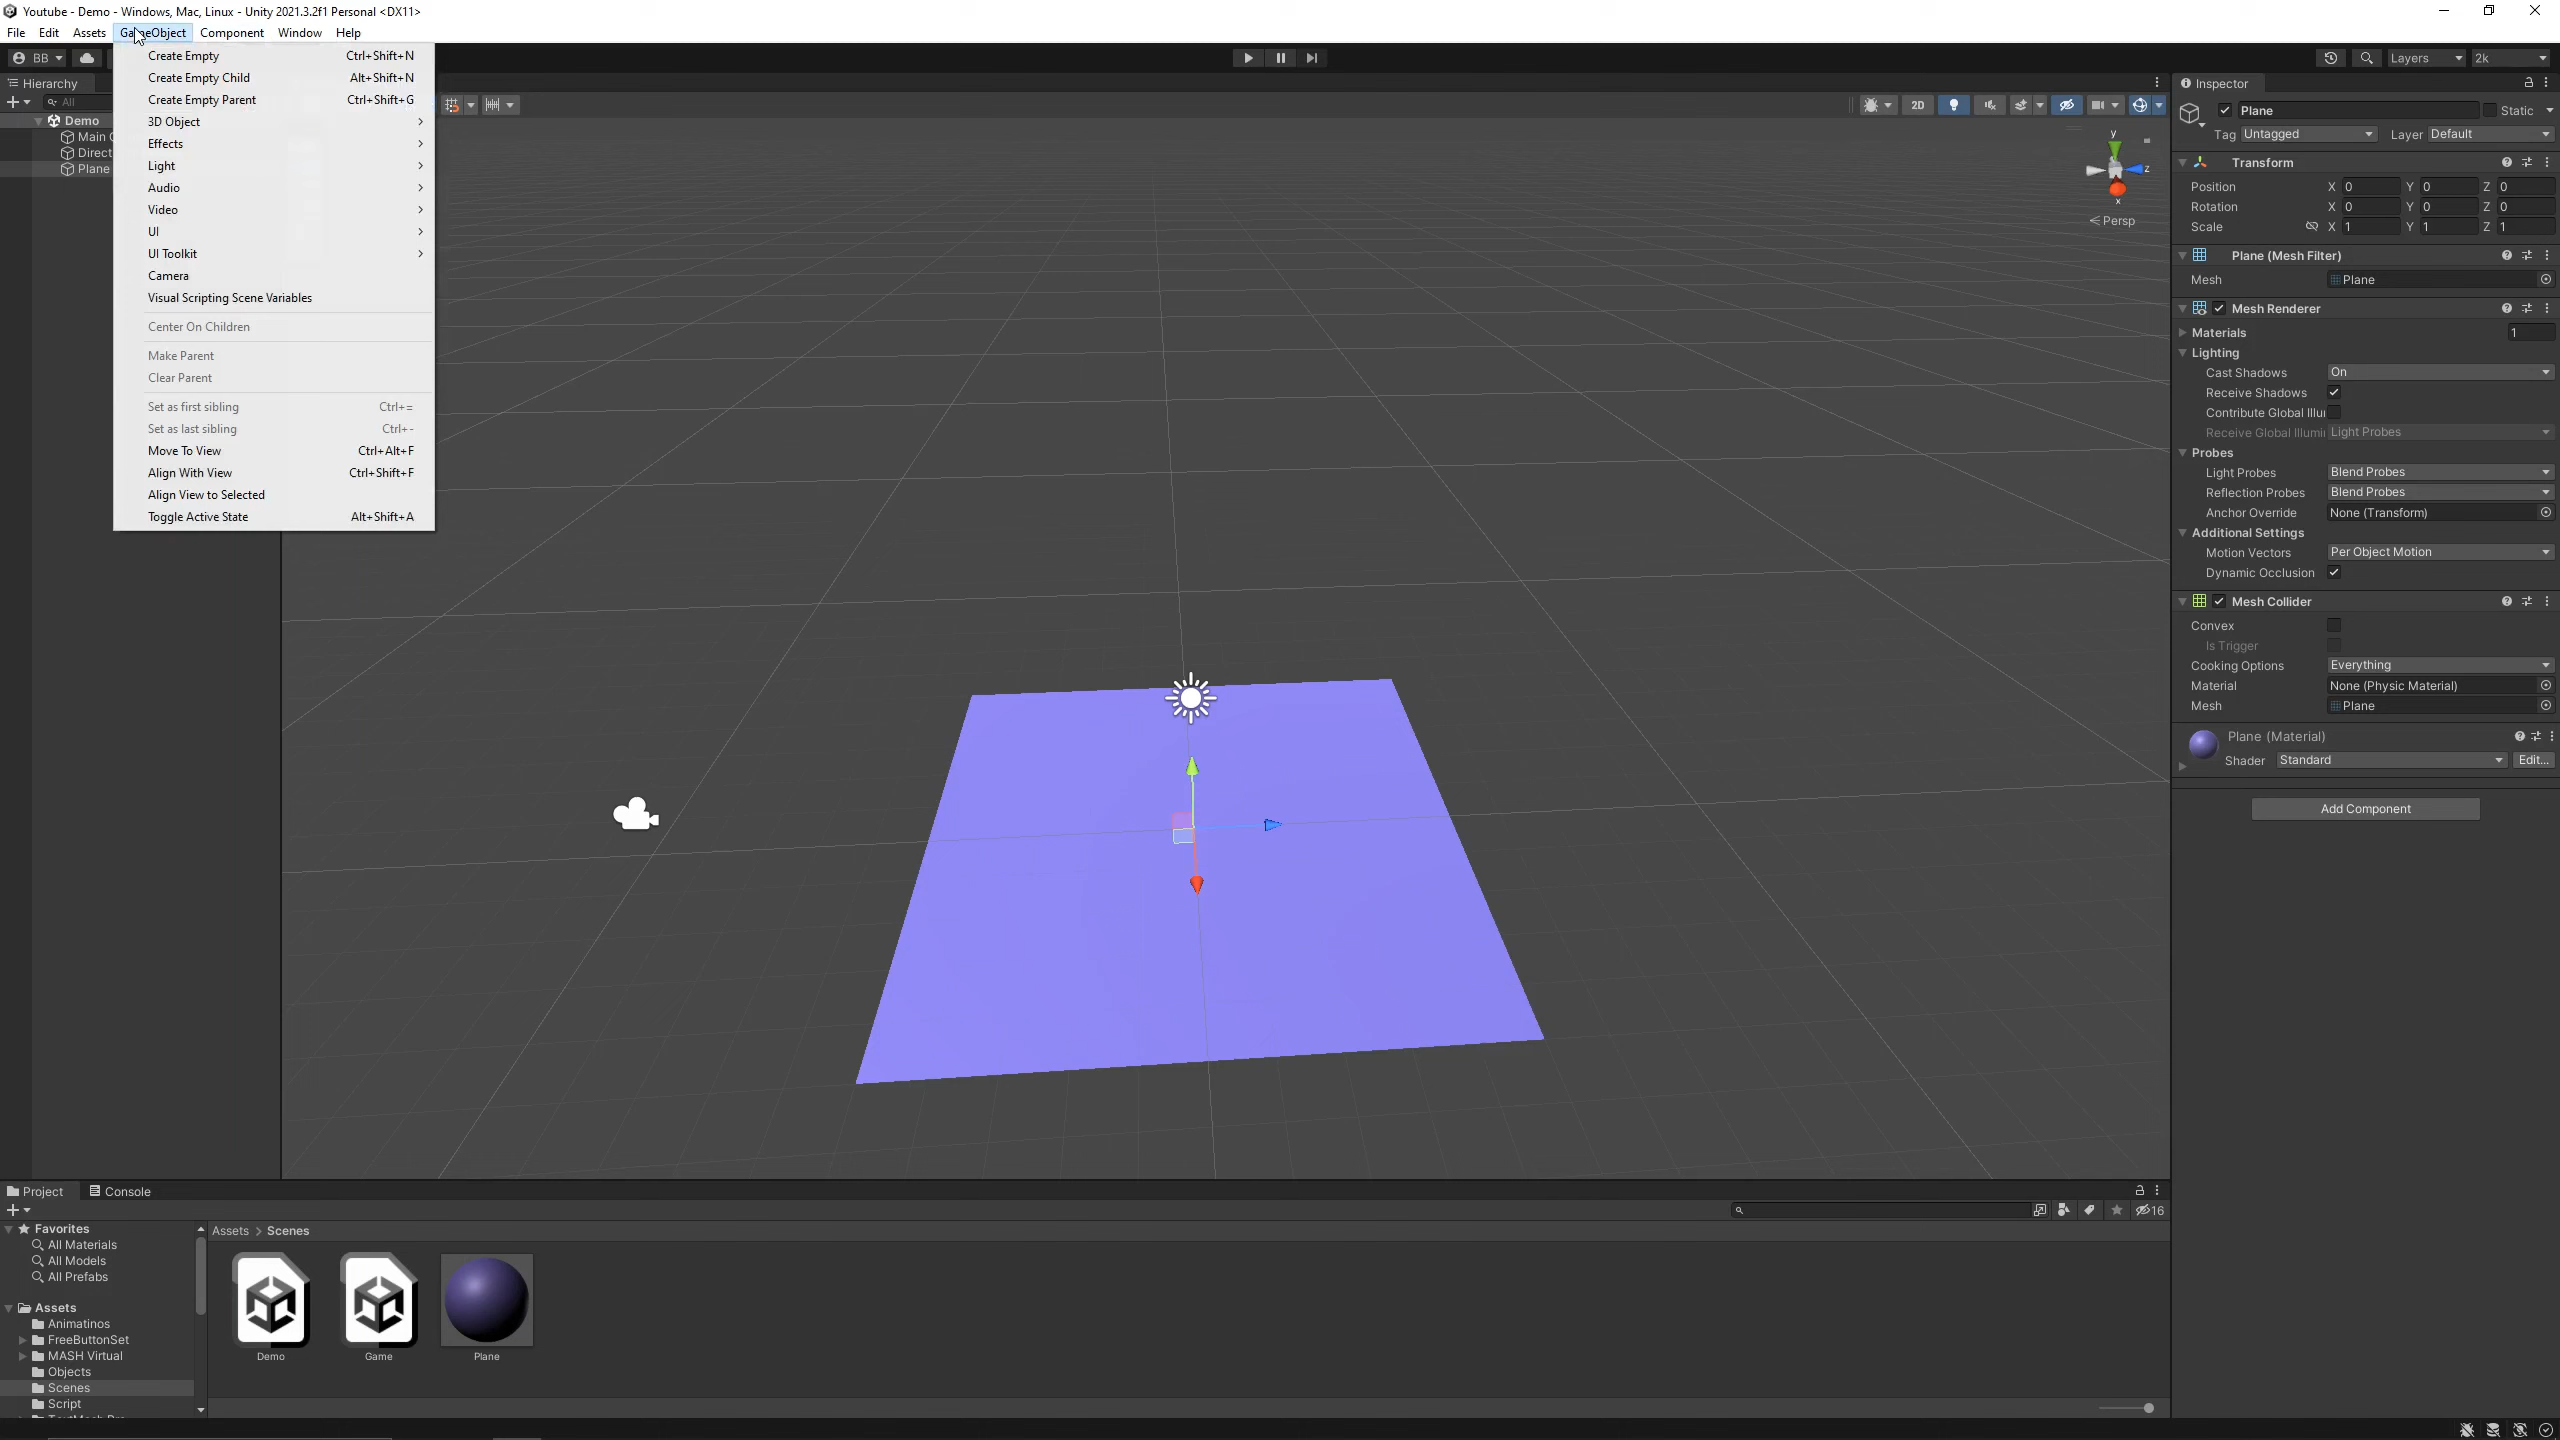 Youtube - Demo - Windows, Mac, Linux - Unity 2021.3.2f1 Personal <DX11>
File Edit Assets GameObject Component Window Help
BB
Layers 2k
Hierarchy
All
Demo
Main C
Direct
Plane
Create Empty Ctrl+Shift+N
Create Empty Child Alt+Shift+N
Create Empty Parent Ctrl+Shift+G
3D Object
Effects
Light
Audio
Video
UI
UI Toolkit
Camera
Visual Scripting Scene Variables
Center On Children
Make Parent
Clear Parent
Set as first sibling Ctrl+=
Set as last sibling Ctrl+-
Move To View Ctrl+Alt+F
Align With View Ctrl+Shift+F
Align View to Selected
Toggle Active State Alt+Shift+A
2D
y
z
x
Persp
Inspector
Plane Static
Tag Untagged Layer Default
Transform
Position X 0 Y 0 Z 0
Rotation X 0 Y 0 Z 0
Scale X 1 Y 1 Z 1
Plane (Mesh Filter)
Mesh Plane
Mesh Renderer
Materials 1
Lighting
Cast Shadows On
Receive Shadows
Contribute Global Illu
Receive Global Illumi Light Probes
Probes
Light Probes Blend Probes
Reflection Probes Blend Probes
Anchor Override None (Transform)
Additional Settings
Motion Vectors Per Object Motion
Dynamic Occlusion
Mesh Collider
Convex
Is Trigger
Cooking Options Everything
Material None (Physic Material)
Mesh Plane
Plane (Material)
Shader Standard Edit...
Add Component
Project Console
16
Favorites
All Materials
All Models
All Prefabs
Assets
Animatinos
FreeButtonSet
MASH Virtual
Objects
Scenes
Script
Assets > Scenes
Demo Game Plane